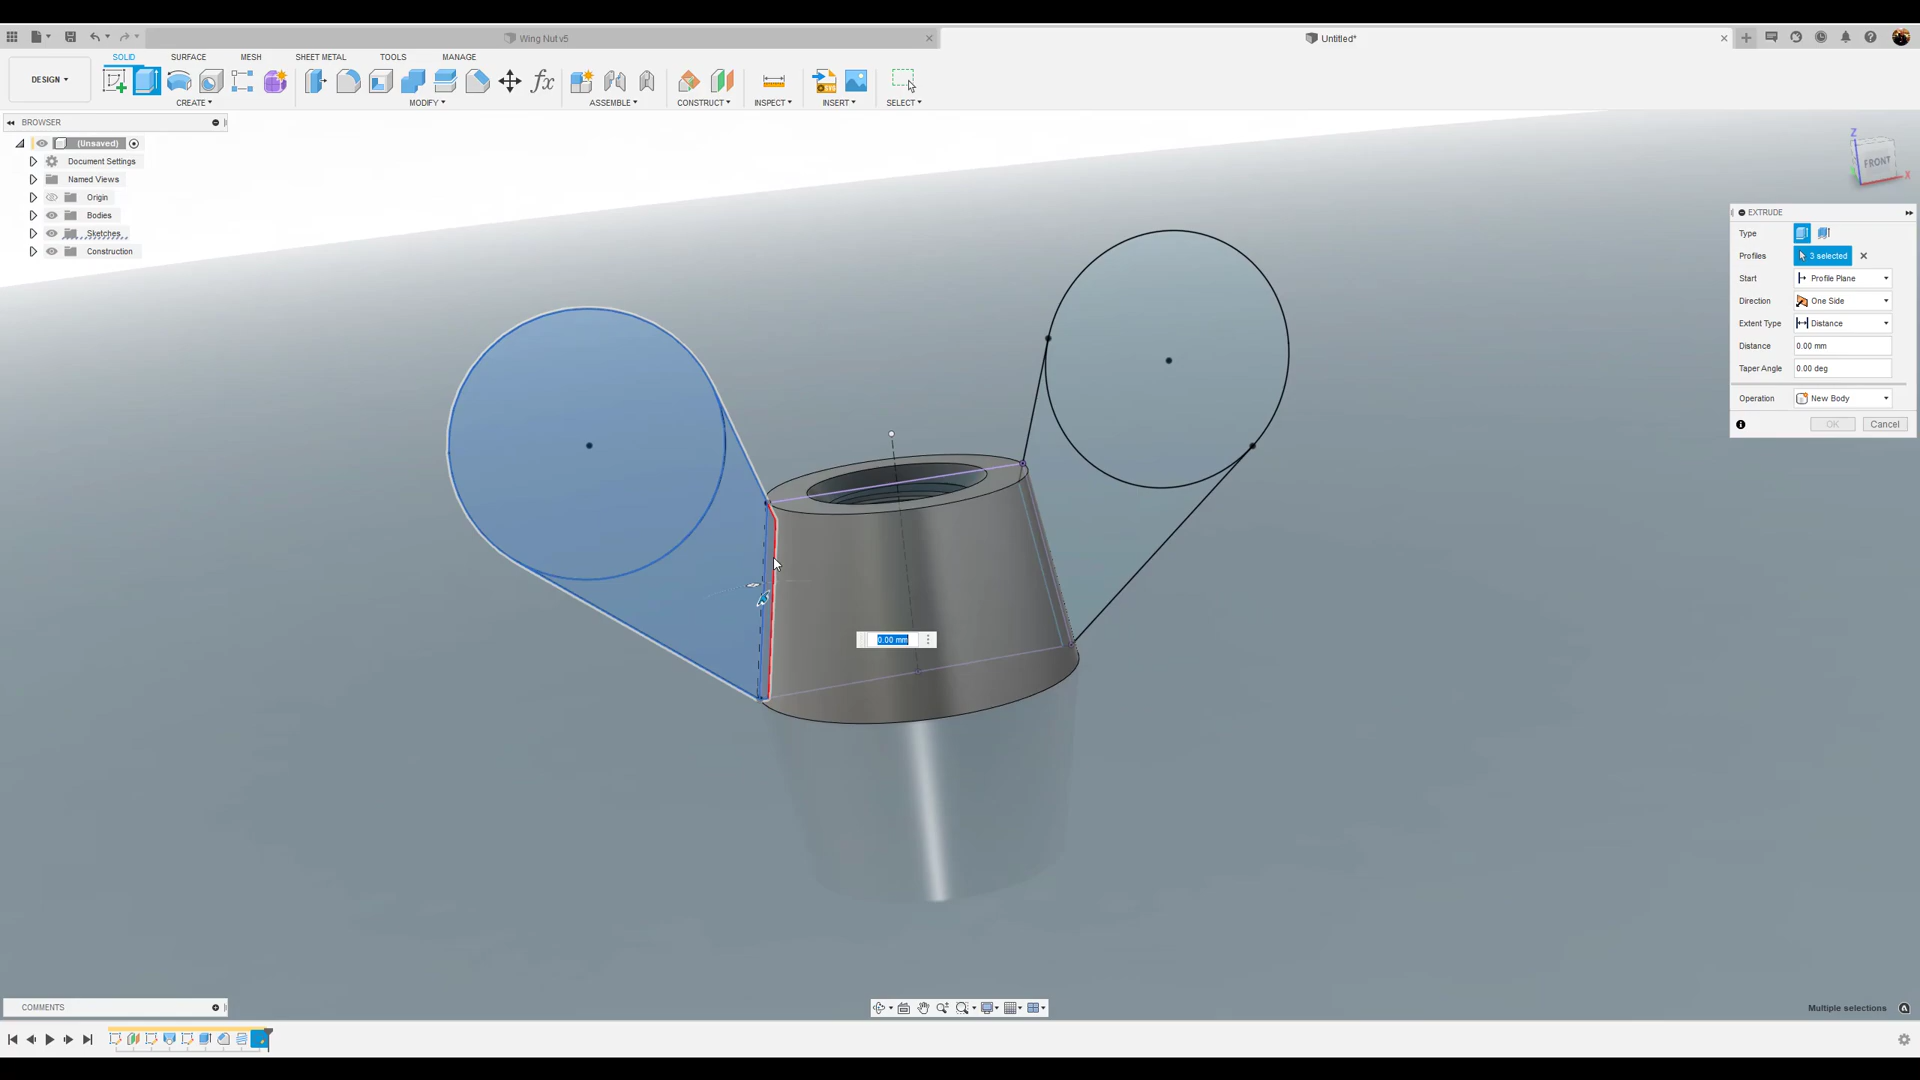 Wing Nut v5
Untitled*
SOLID
SURFACE
MESH
SHEET METAL
TOOLS
MANAGE
DESIGN
CREATE
MODIFY
ASSEMBLE
CONSTRUCT
INSPECT
INSERT
SELECT
BROWSER
(Unsaved)
Document Settings
Named Views
Origin
Bodies
Sketches
Construction
Z
FRONT
X
EXTRUDE
Type
Profiles
3 selected
Start
Profile Plane
Direction
One Side
Extent Type
Distance
Distance
0.00 mm
Taper Angle
0.00 deg
Operation
New Body
OK
Cancel
0.00 mm
COMMENTS
Multiple selections